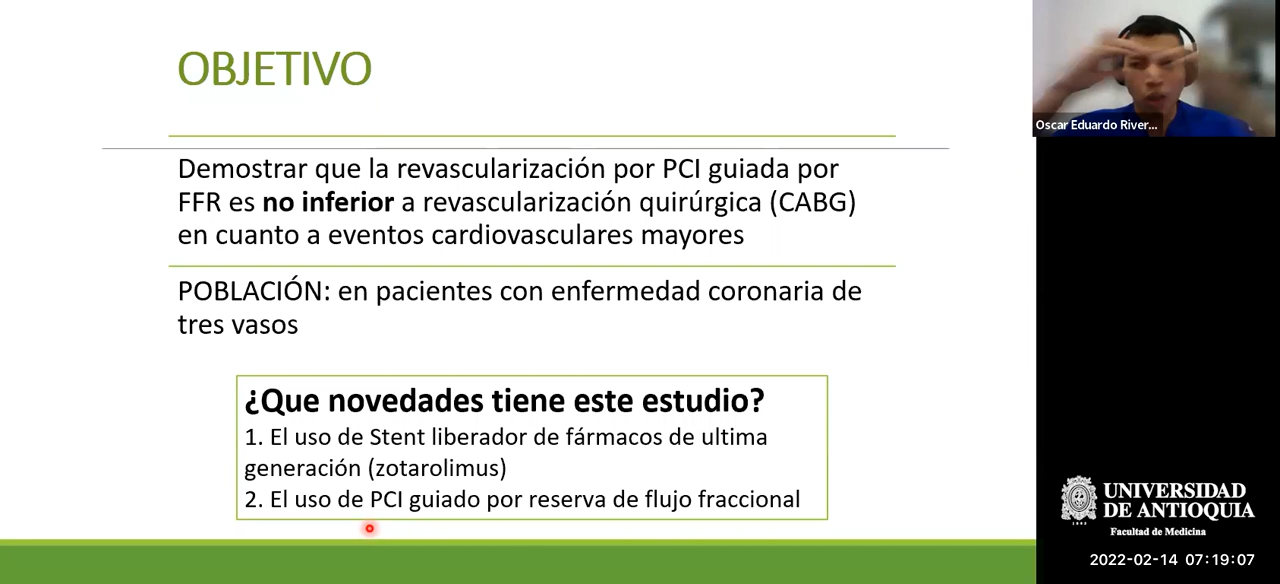 OBJETIVO
Demostrar que la revascularización por PCI guiada por
FFR es no inferior a revascularización quirúrgica (CABG)
en cuanto a eventos cardiovasculares mayores
POBLACIÓN: en pacientes con enfermedad coronaria de
tres vasos
¿Que novedades tiene este estudio?
1. El uso de Stent liberador de fármacos de ultima
generación (zotarolimus)
2. El uso de PCI guiado por reserva de flujo fraccional
Oscar Eduardo River...
UNIVERSIDAD
DE ANTIOQUIA
Facultad de Medicina
2022-02-14 07:19:07